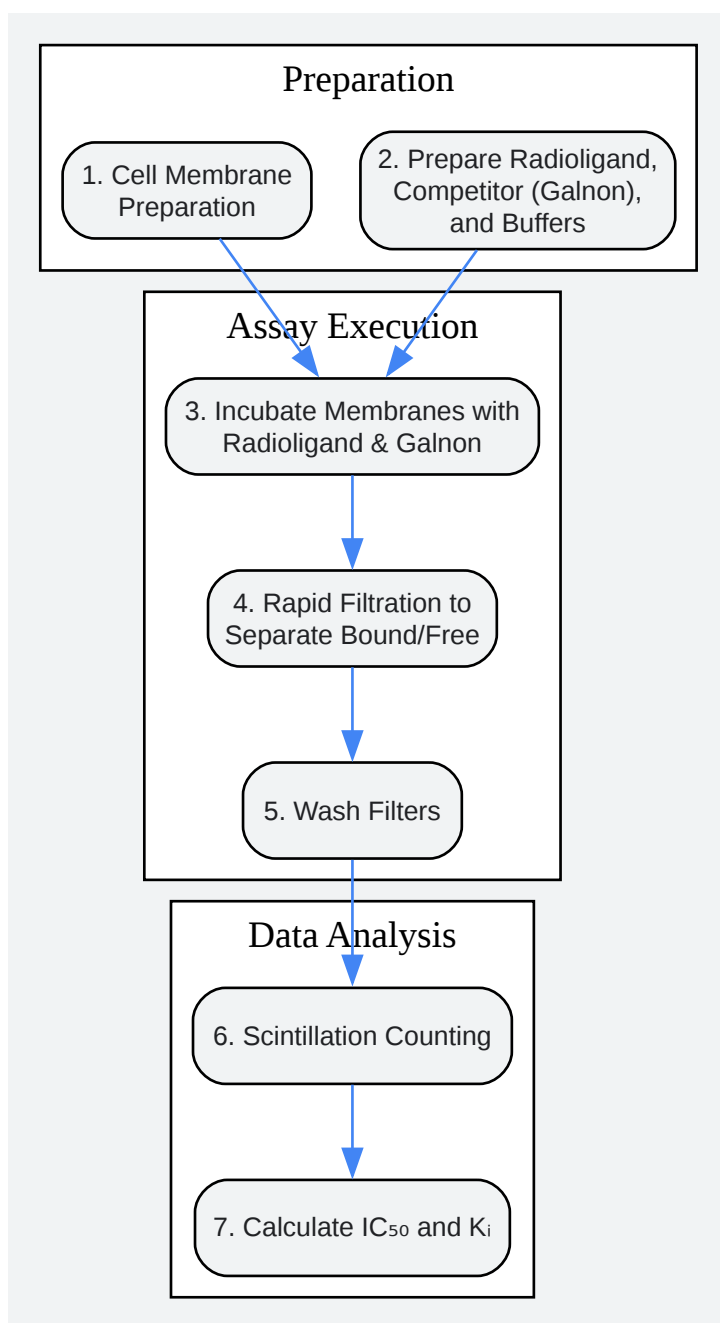 Preparation
1. Cell Membrane
Preparation
2. Prepare Radioligand,
Competitor (Galnon),
and Buffers
Assay Execution
3. Incubate Membranes with
Radioligand & Galnon
4. Rapid Filtration to
Separate Bound/Free
5. Wash Filters
Data Analysis
6. Scintillation Counting
7. Calculate IC₅₀ and Kᵢ